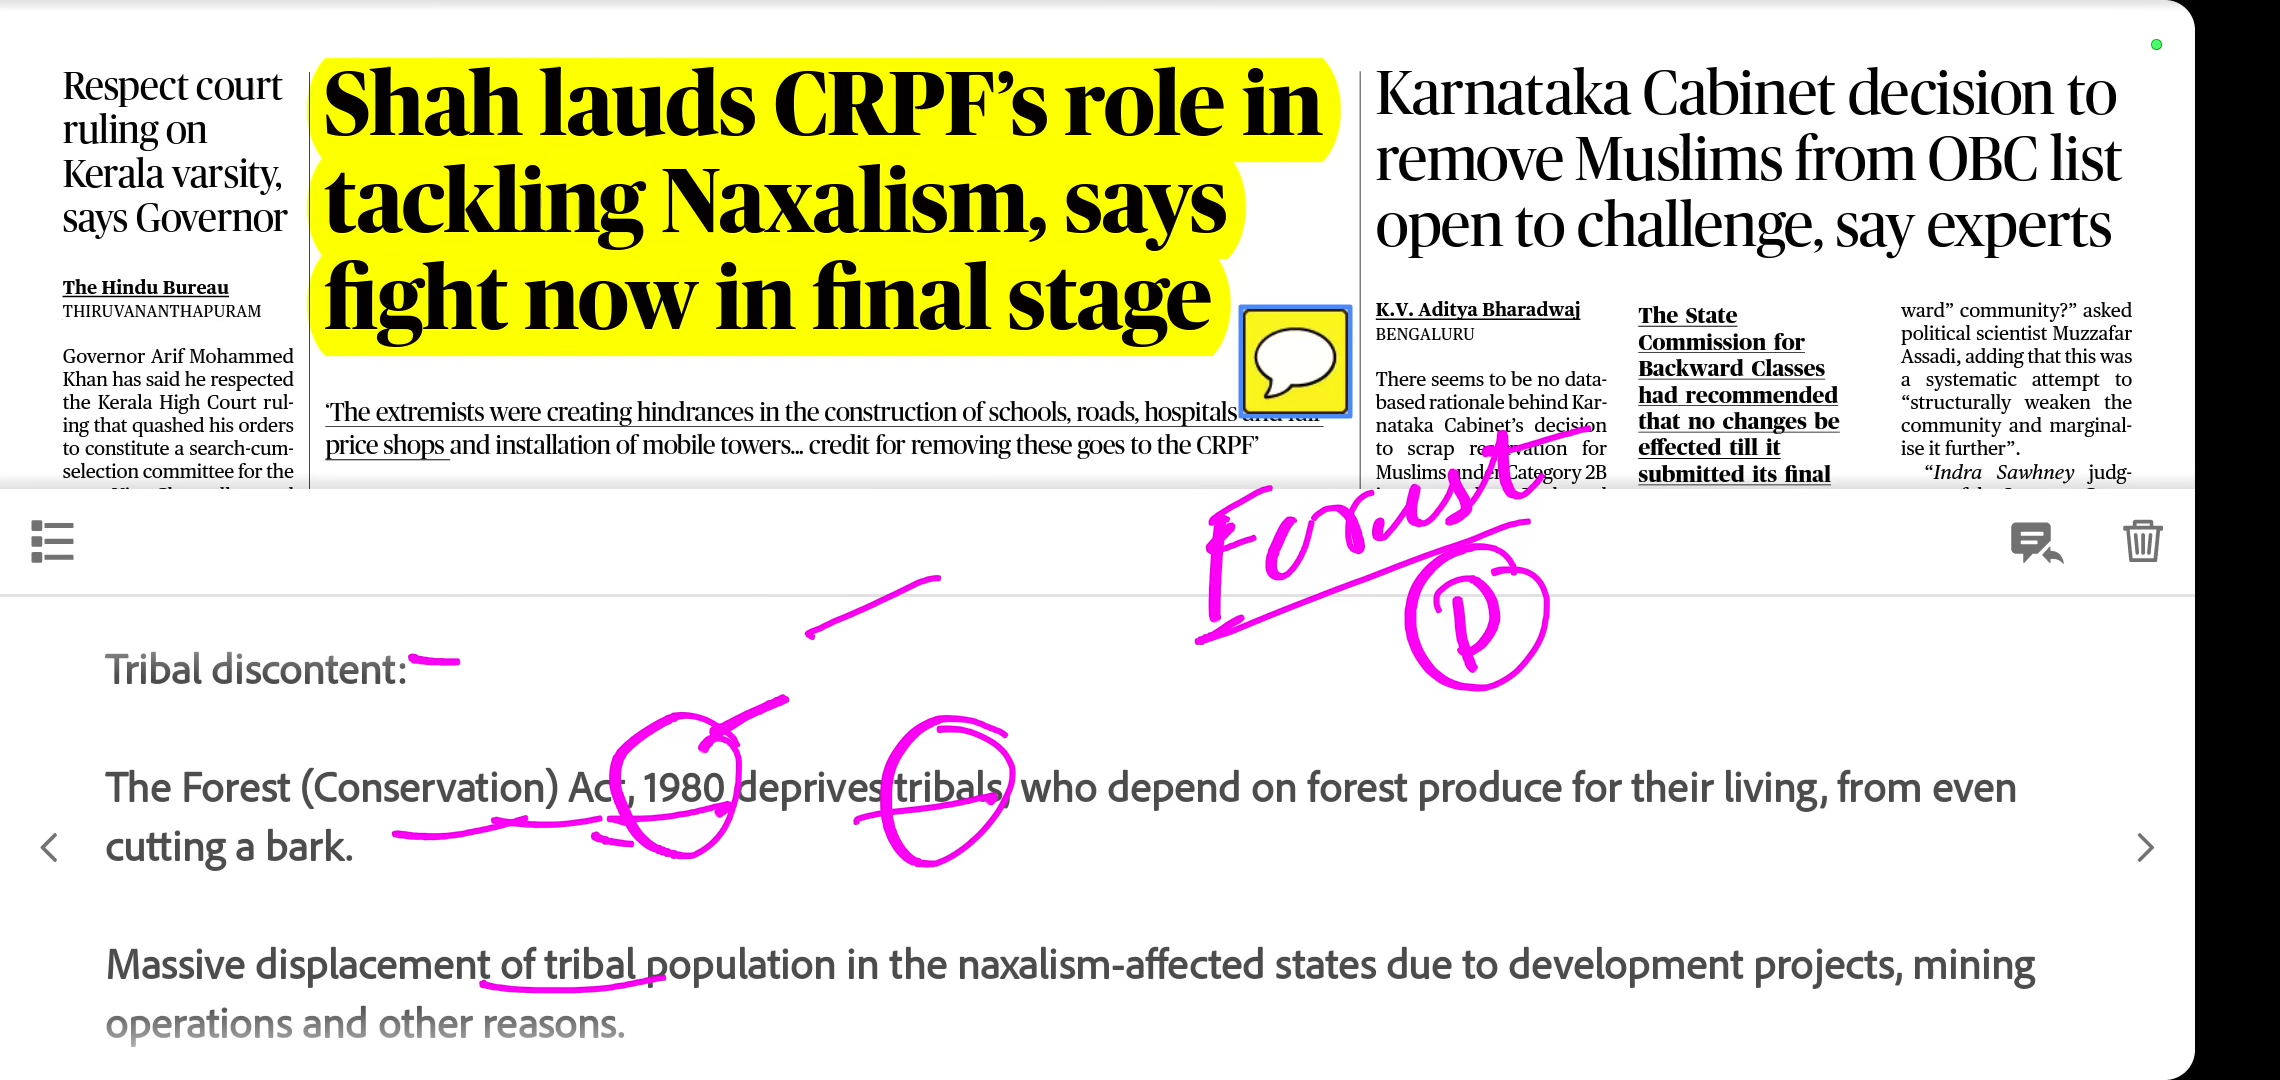 Respect court
ruling on
Kerala varsity,
says Governor
The Hindu Bureau
THIRUVANANTHAPURAM
Governor Arif Mohammed
Khan has said he respected
the Kerala High Court rul-
ing that quashed his orders
to constitute a search-cum-
selection committee for the
Shah lauds CRPF’s role in
tackling Naxalism, says
fight now in final stage
‘The extremists were creating hindrances in the construction of schools, roads, hospitals
price shops and installation of mobile towers... credit for removing these goes to the CRPF’
Karnataka Cabinet decision to
remove Muslims from OBC list
open to challenge, say experts
K.V. Aditya Bharadwaj
BENGALURU
There seems to be no data-
based rationale behind Kar-
nataka Cabinet’s decision
to scrap reservation for
Muslims under Category 2B
The State
Commission for
Backward Classes
had recommended
that no changes be
effected till it
submitted its final
ward” community?” asked
political scientist Muzzafar
Assadi, adding that this was
a systematic attempt to
“structurally weaken the
community and marginal-
ise it further”.
“Indra Sawhney judg-
Forest
D
Tribal discontent:
The Forest (Conservation) Act, 1980 deprives tribals, who depend on forest produce for their living, from even
cutting a bark.
Massive displacement of tribal population in the naxalism-affected states due to development projects, mining
operations and other reasons.